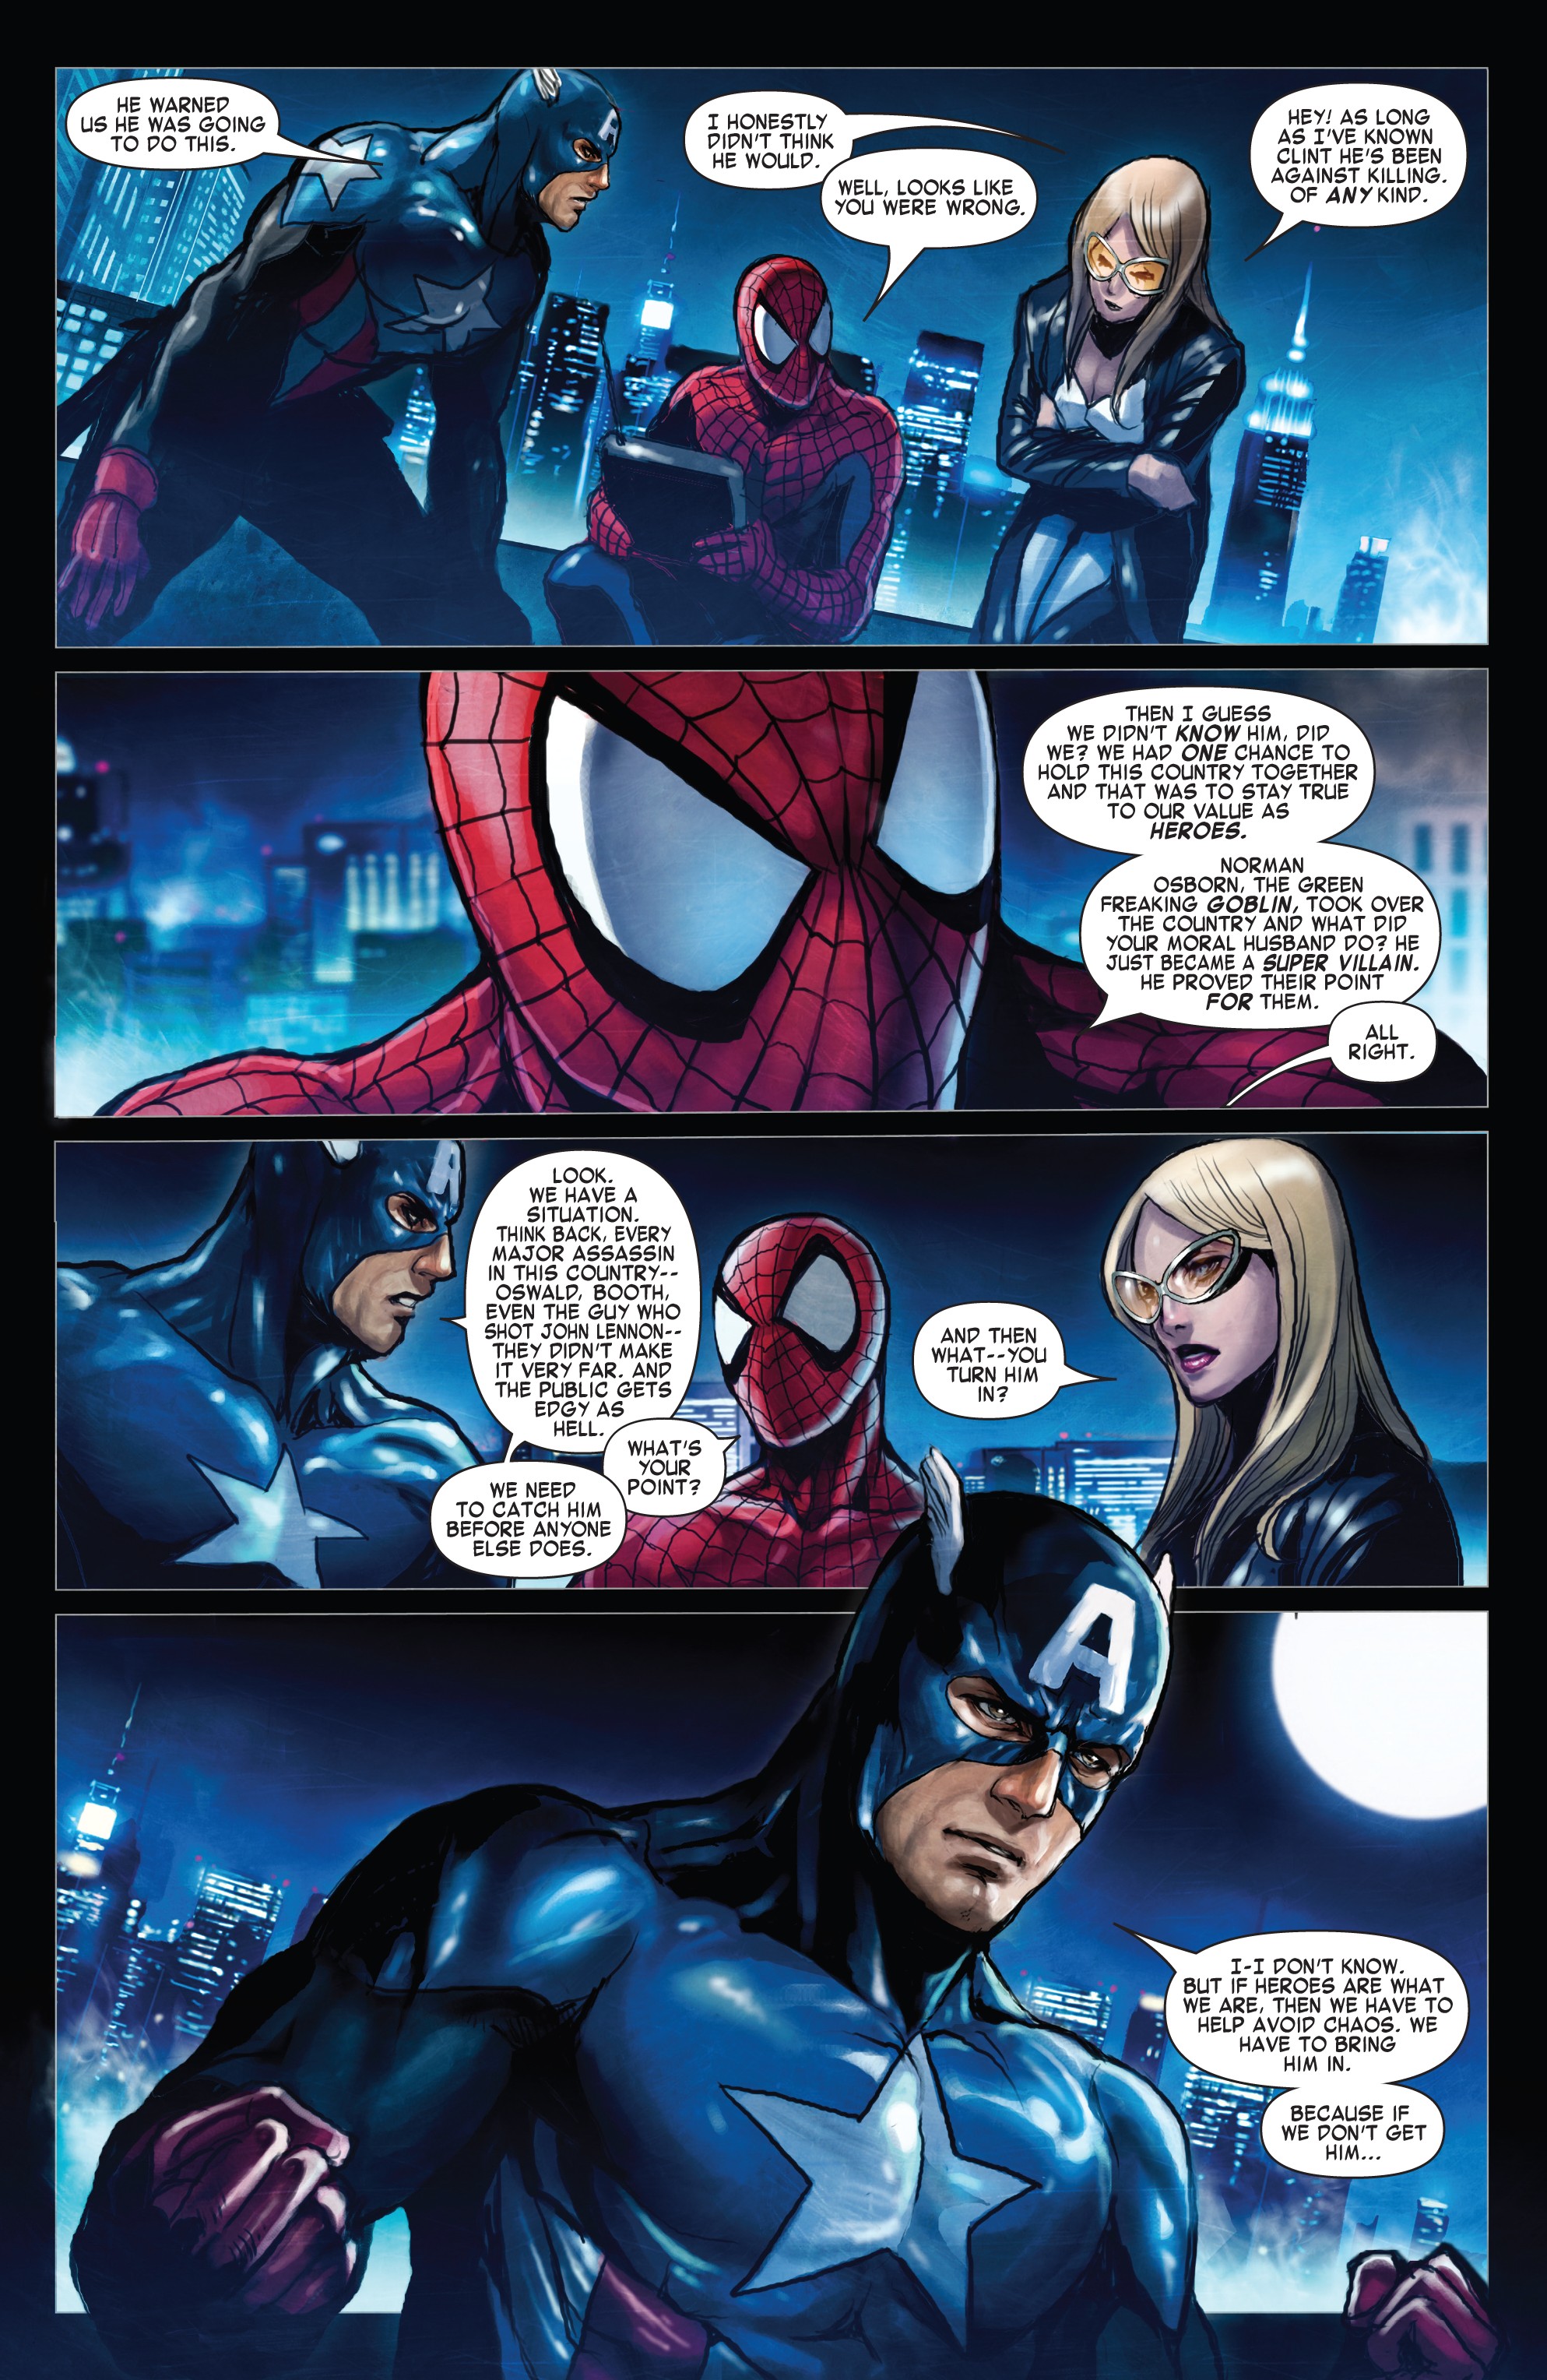 HE WARNED
US HE WAS GOING
TO DO THIS.
I HONESTLY
DIDN'T THINK
HE WOULD.
WELL, LOOKS LIKE
YOU WERE WRONG.
HEY! AS LONG
AS I'VE KNOWN
CLINT HE'S BEEN
AGAINST KILLING.
OF ANY KIND.
A
THEN I GUESS
WE DIDN'T KNOW HIM, DID
WE? WE HAD ONE CHANCE TO
HOLD THIS COUNTRY TOGETHER
AND THAT WAS TO STAY TRUE
TO OUR VALUE AS
HEROES.
NORMAN
OSBORN, THE GREEN
FREAKING GOBLIN, TOOK OVER
THE COUNTRY AND WHAT DID
YOUR MORAL HUSBAND DO? HE
JUST BECAME A SUPER VILLAIN.
HE PROVED THEIR POINT
FOR THEM.
ALL
RIGHT.
A
LOOK.
WE HAVE A
SITUATION.
THINK BACK, EVERY
MAJOR ASSASSIN
IN THIS COUNTRY--
OSWALD, BOOTH,
EVEN THE GUY WHO
SHOT JOHN LENNON--
THEY DIDN'T MAKE
IT VERY FAR. AND
THE PUBLIC GETS
EDGY AS
HELL.
WHAT'S
YOUR
POINT?
WE NEED
TO CATCH HIM
BEFORE ANYONE
ELSE DOES.
AND THEN
WHAT--YOU
TURN HIM
IN?
A
I-I DON'T KNOW.
BUT IF HEROES ARE WHAT
WE ARE, THEN WE HAVE TO
HELP AVOID CHAOS. WE
HAVE TO BRING
HIM IN.
BECAUSE IF
WE DON'T GET
HIM...